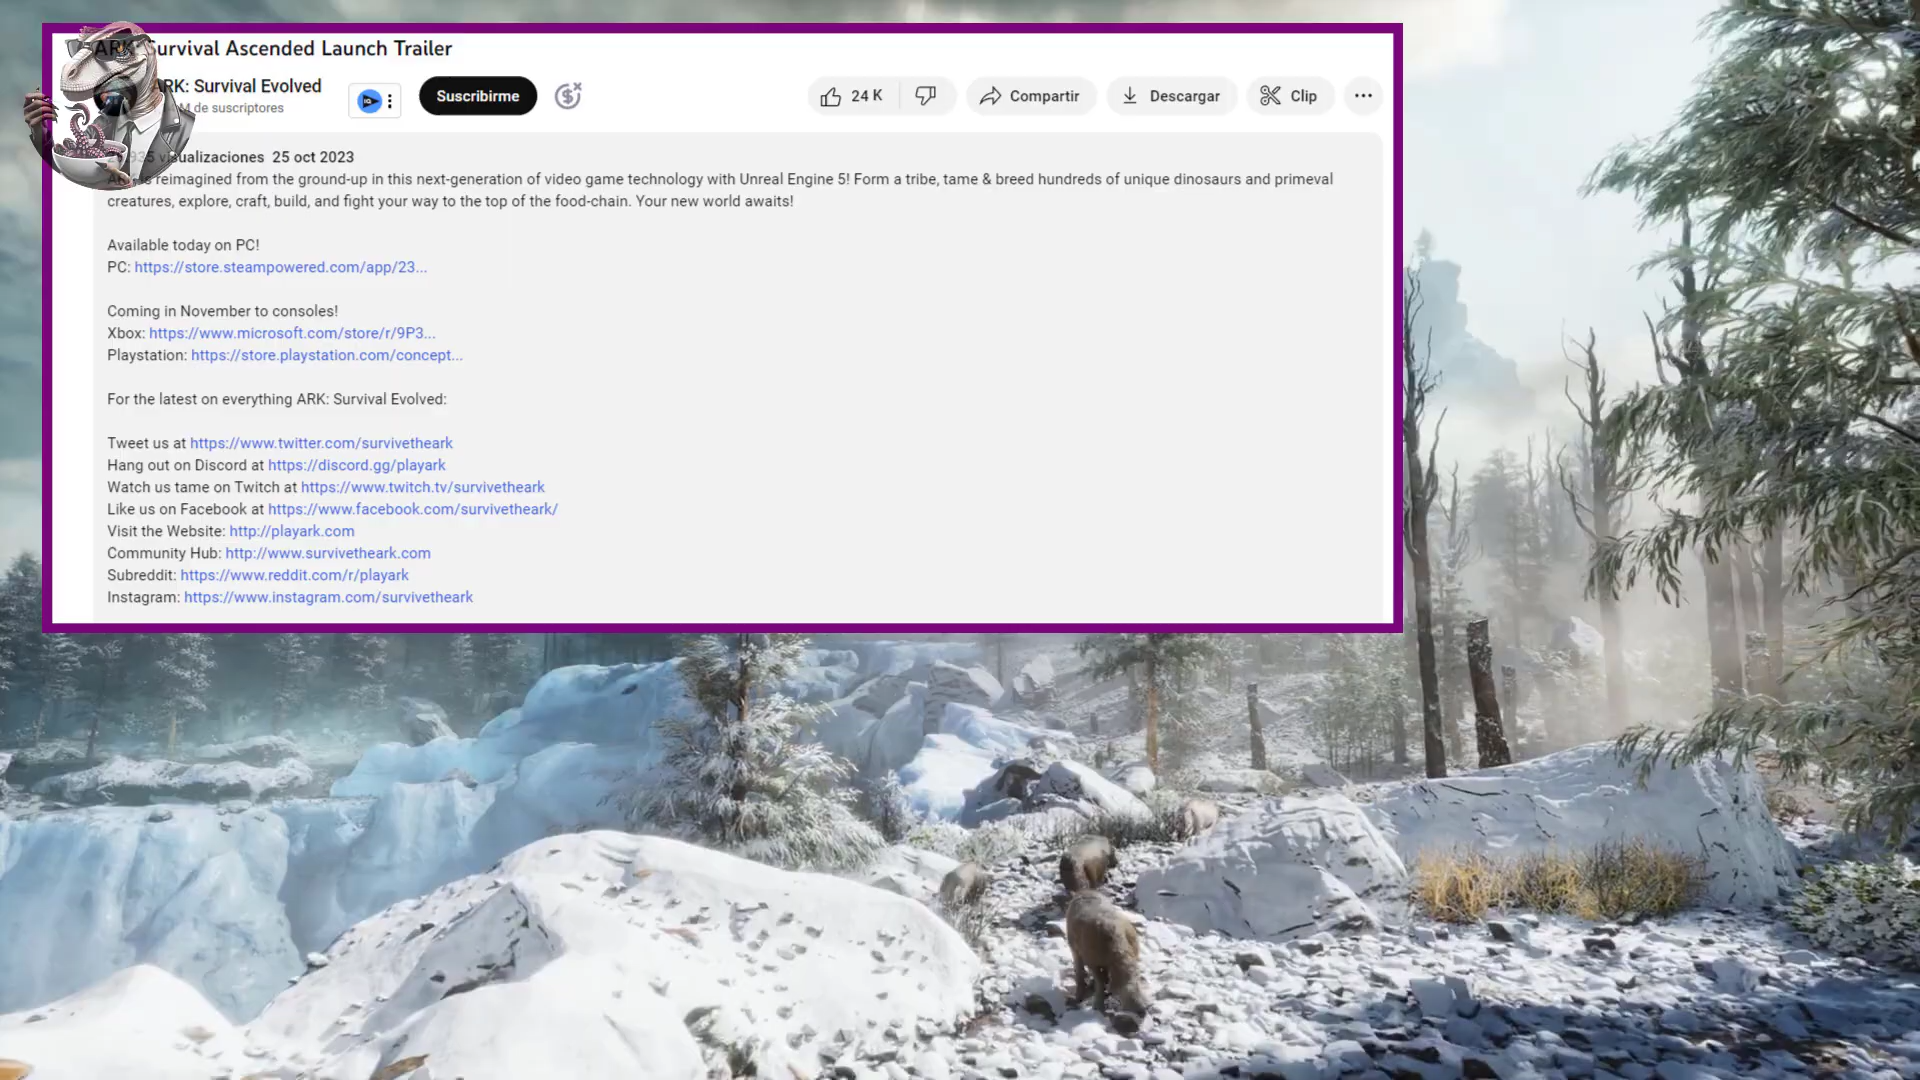 ARK: Survival Ascended Launch Trailer
ARK: Survival Evolved
M de suscriptores
Suscribirme
24 K
Compartir
Descargar
Clip
visualizaciones 25 oct 2023
is reimagined from the ground-up in this next-generation of video game technology with Unreal Engine 5! Form a tribe, tame & breed hundreds of unique dinosaurs and primeval
creatures, explore, craft, build, and fight your way to the top of the food-chain. Your new world awaits!
Available today on PC!
PC: https://store.steampowered.com/app/23...
Coming in November to consoles!
Xbox: https://www.microsoft.com/store/r/9P3...
Playstation: https://store.playstation.com/concept...
For the latest on everything ARK: Survival Evolved:
Tweet us at https://www.twitter.com/survivetheark
Hang out on Discord at https://discord.gg/playark
Watch us tame on Twitch at https://www.twitch.tv/survivetheark
Like us on Facebook at https://www.facebook.com/survivetheark/
Visit the Website: http://playark.com
Community Hub: http://www.survivetheark.com
Subreddit: https://www.reddit.com/r/playark
Instagram: https://www.instagram.com/survivetheark